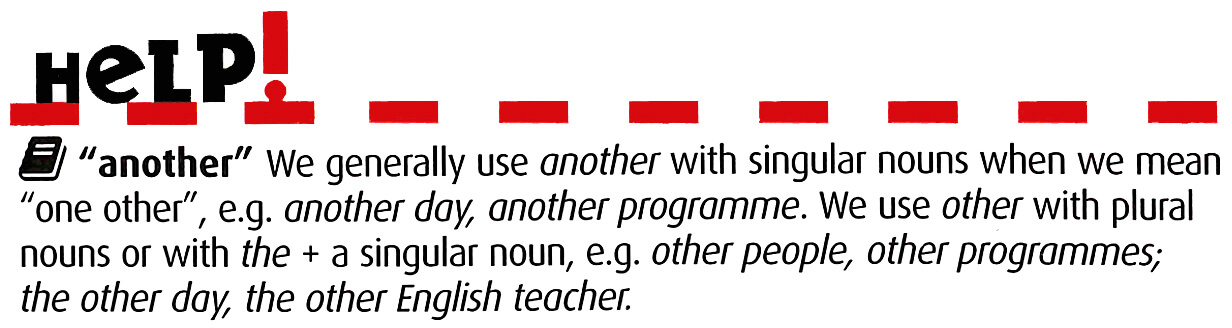 HeLP!
“another” We generally use another with singular nouns when we mean
“one other”, e.g. another day, another programme. We use other with plural
nouns or with the + a singular noun, e.g. other people, other programmes;
the other day, the other English teacher.